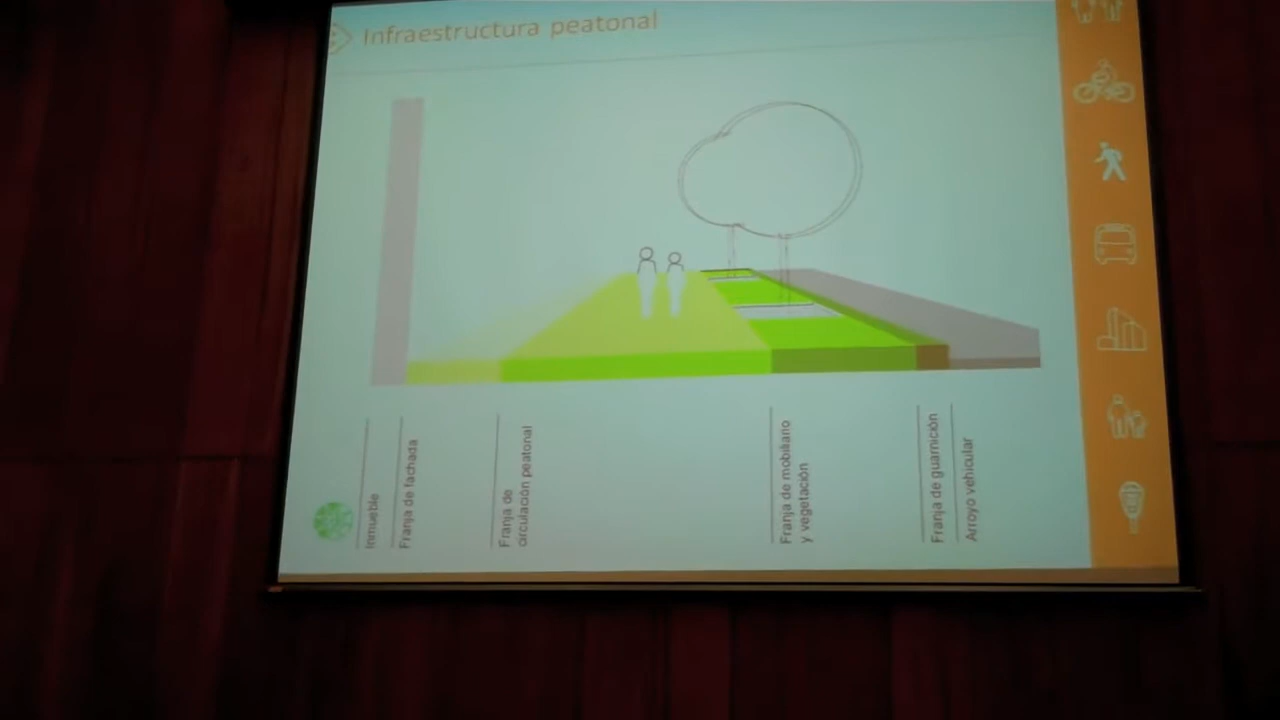 Infraestructura peatonal
Inmueble
Franja de fachada
Franja de
circulación peatonal
Franja de mobiliario
y vegetación
Franja de guarnición
Arroyo vehicular